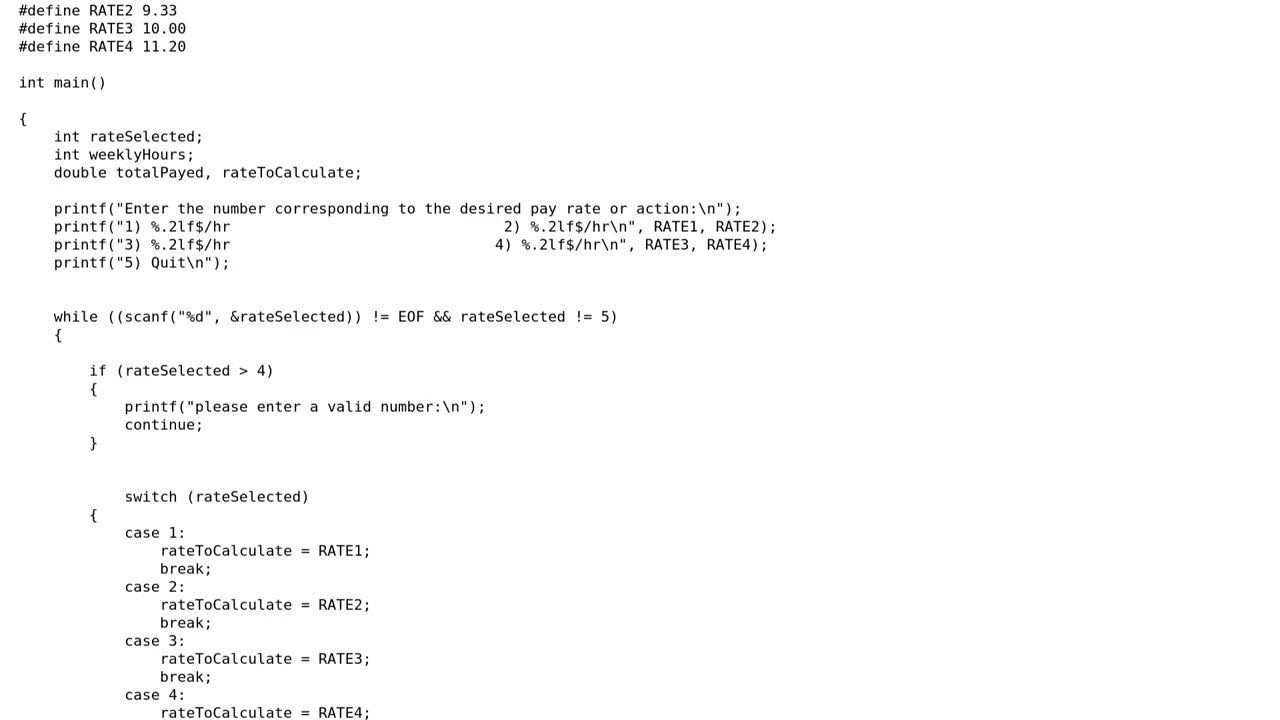 #define RATE2 9.33
#define RATE3 10.00
#define RATE4 11.20
int main()
{
    int rateSelected;
    int weeklyHours;
    double totalPayed, rateToCalculate;
    printf("Enter the number corresponding to the desired pay rate or action:\n");
    printf("1) %.2lf$/hr                               2) %.2lf$/hr\n", RATE1, RATE2);
    printf("3) %.2lf$/hr                              4) %.2lf$/hr\n", RATE3, RATE4);
    printf("5) Quit\n");
    while ((scanf("%d", &rateSelected)) != EOF && rateSelected != 5)
    {
        if (rateSelected > 4)
        {
            printf("please enter a valid number:\n");
            continue;
        }
            switch (rateSelected)
        {
            case 1:
                rateToCalculate = RATE1;
                break;
            case 2:
                rateToCalculate = RATE2;
                break;
            case 3:
                rateToCalculate = RATE3;
                break;
            case 4:
                rateToCalculate = RATE4;